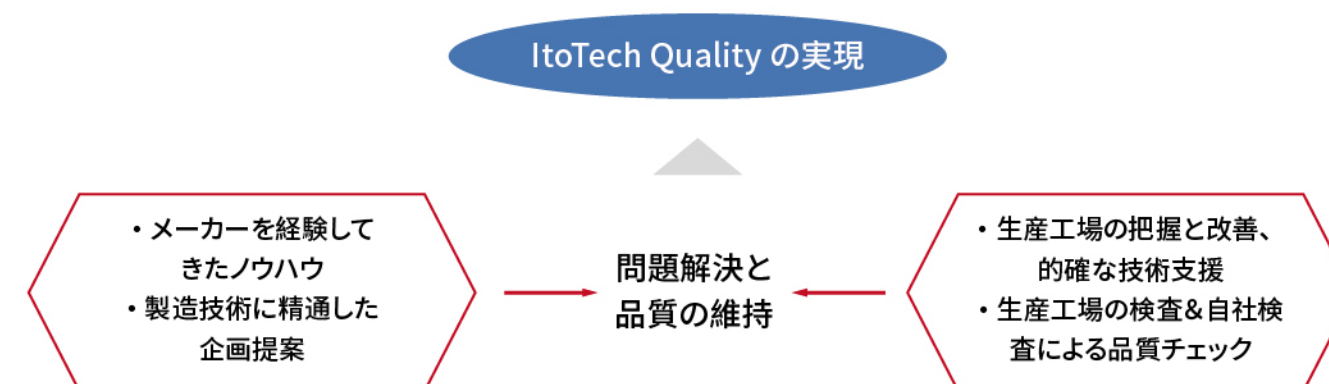 ItoTech Quality の実現
・メーカーを経験して
きたノウハウ
・製造技術に精通した
企画提案
問題解決と
品質の維持
・生産工場の把握と改善、
的確な技術支援
・生産工場の検査&自社検
査による品質チェック